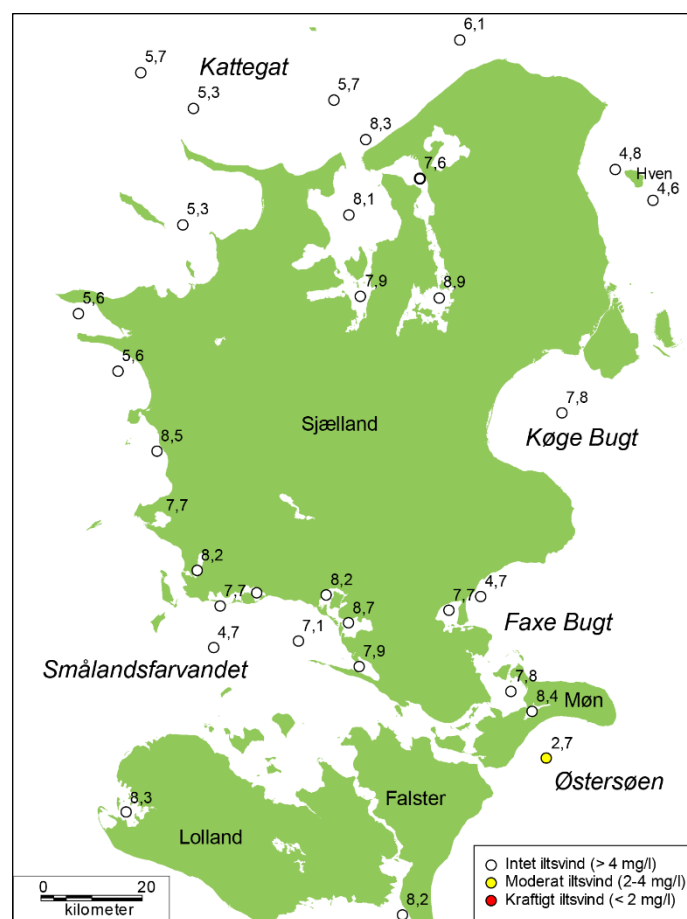 6,1
5,7
Kattegat
5,3
5,7
8,3
7,6
4,8
Hven
4,6
8,1
5,3
7,9
8,9
5,6
5,6
7,8
Køge Bugt
Sjælland
8,5
7,7
8,2
7,7
8,2
8,7
7,7
4,7
Faxe Bugt
4,7
7,1
7,9
Smålandsfarvandet
7,8
8,4
Møn
2,7
Østersøen
8,3
Falster
Lolland
8,2
0 20
kilometer
Intet iltsvind (> 4 mg/l)
Moderat iltsvind (2-4 mg/l)
Kraftigt iltsvind (< 2 mg/l)